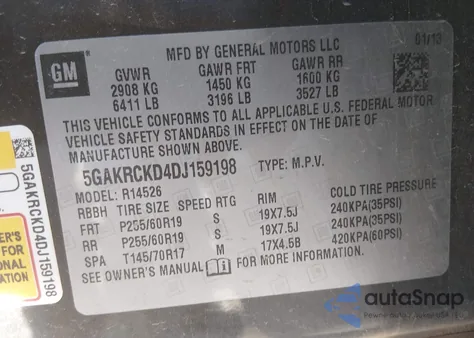 GM
MFD BY GENERAL MOTORS LLC
01/13
GVWR GAWR FRT GAWR RR
2908 KG 1450 KG 1600 KG
6411 LB 3196 LB 3527 LB
THIS VEHICLE CONFORMS TO ALL APPLICABLE U.S. FEDERAL MOTOR
VEHICLE SAFETY STANDARDS IN EFFECT ON THE DATE OF
MANUFACTURE SHOWN ABOVE.
5GAKRCKD4DJ159198 TYPE: M.P.V.
MODEL: R14526
RBBH TIRE SIZE SPEED RTG RIM COLD TIRE PRESSURE
FRT P255/60R19 S 19X7.5J 240KPA(35PSI)
RR P255/60R19 S 19X7.5J 240KPA(35PSI)
SPA T145/70R17 M 17X4.5B 420KPA(60PSI)
SEE OWNER'S MANUAL FOR MORE INFORMATION.
5GAKRCKD4DJ159198
ER'S
FOR
ONAL
ATION
autoSnap